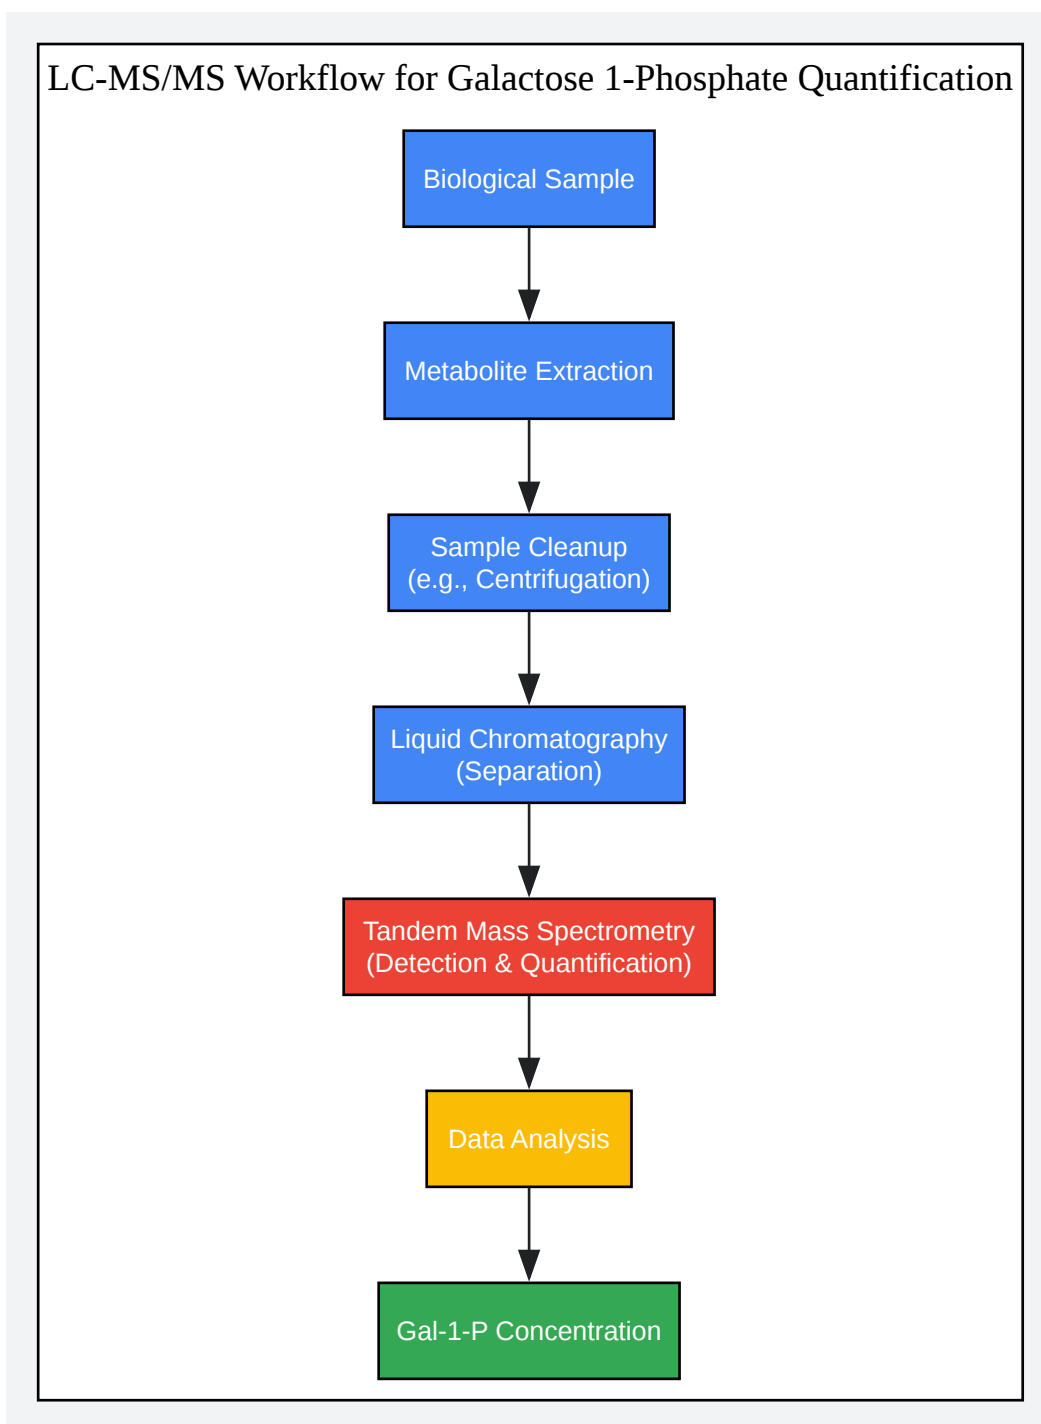 LC-MS/MS Workflow for Galactose 1-Phosphate Quantification
Biological Sample
Metabolite Extraction
Sample Cleanup
(e.g., Centrifugation)
Liquid Chromatography
(Separation)
Tandem Mass Spectrometry
(Detection & Quantification)
Data Analysis
Gal-1-P Concentration